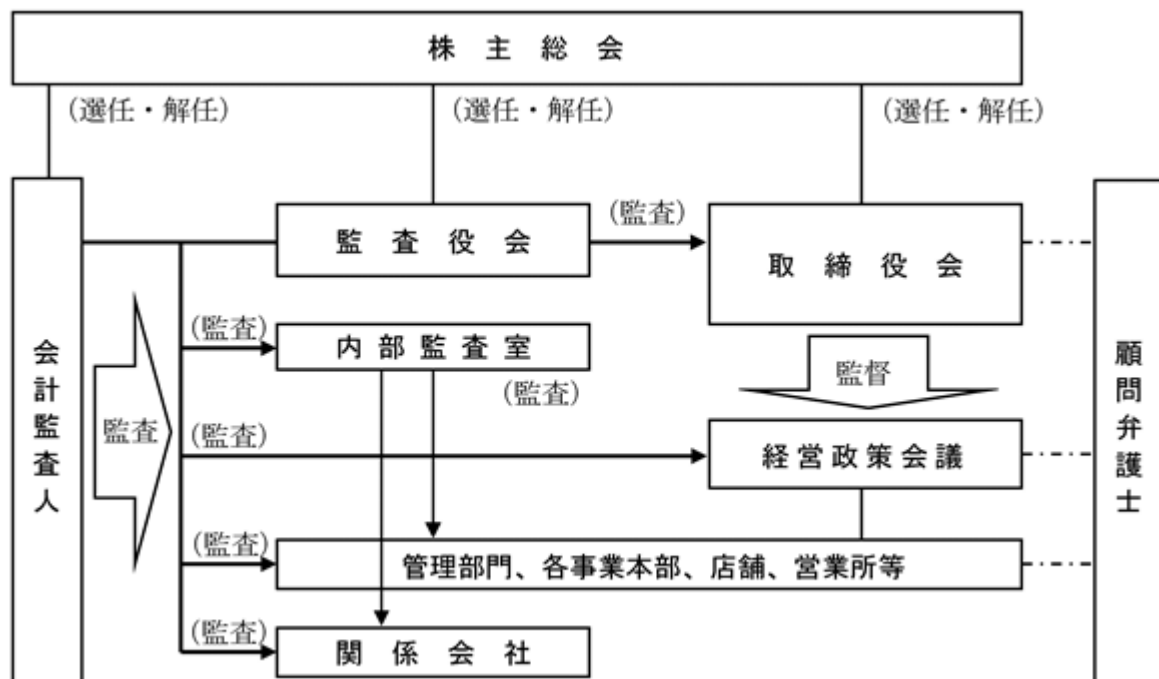 株主総会
(選任・解任)
(選任・解任)
(選任・解任)
会計監査人
監査役会
(監査)
取締役会
顧問弁護士
(監査)
内部監査室
(監査)
監督
監査
(監査)
経営政策会議
(監査)
管理部門、各事業本部、店舗、営業所等
(監査)
関係会社